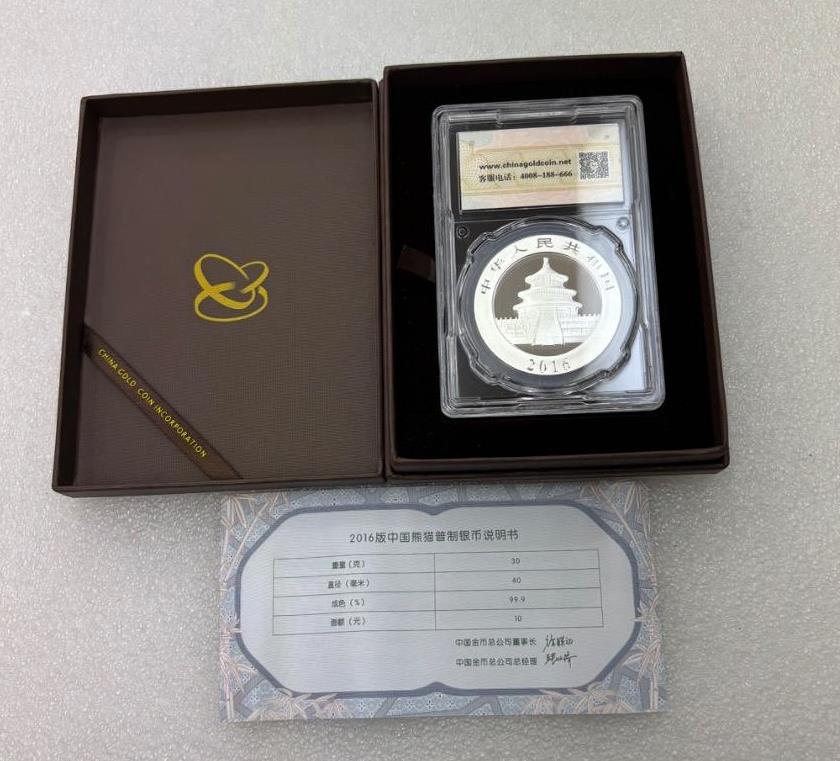 CHINA GOLD COIN INCORPORATION
www.chinagoldcoin.net
客服电话：4008-188-666
中华人民共和国
2016
2016版中国熊猫普制银币说明书
重量（克） 30
直径（毫米） 40
成色（%） 99.9
面额（元） 10
中国金币总公司董事长
中国金币总公司总经理